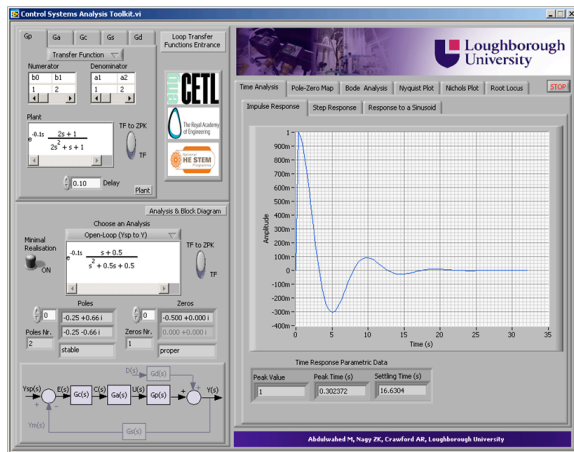 Control Systems Analysis Toolkit.vi
Gp Ga Gc Gs Gd
Loop Transfer
Functions Entrance
Transfer Function
Numerator Denominator
b0 b1 a1 a2
1 2 1 2
Plant
e^-0.1s 2s + 1
2s^2 + s + 1
TF to ZPK
TF
0.10 Delay
Plant
CETL
The Royal Academy
of Engineering
HE STEM
Loughborough
University
Time Analysis Pole-Zero Map Bode Analysis Nyquist Plot Nichols Plot Root Locus STOP
Impulse Response Step Response Response to a Sinusoid
1
900m
800m
700m
600m
500m
400m
300m
200m
100m
0
-100m
-200m
-300m
-400m
Amplitude
0 5 10 15 20 25 30 35
Time (s)
Time Response Parametric Data
Peak Value Peak Time (s) Settling Time (s)
1 0.302372 16.6304
Analysis & Block Diagram
Choose an Analysis
Open-Loop (Ysp to Y)
Minimal
Realisation
ON
e^-0.1s s + 0.5
s^2 + 0.5s + 0.5
TF to ZPK
TF
Poles Zeros
0 -0.25 +0.66 i 0 -0.500 +0.000 i
Poles Nr. -0.25 -0.66 i Zeros Nr. 0.000 +0.000 i
2 stable 1 proper
D(s) Gd(s)
Ysp(s) E(s) Gc(s) C(s) Ga(s) U(s) Gp(s) Y(s)
+ - + +
Ym(s) Gs(s)
Abdulwahed M, Nagy ZK, Crawford AR, Loughborough University